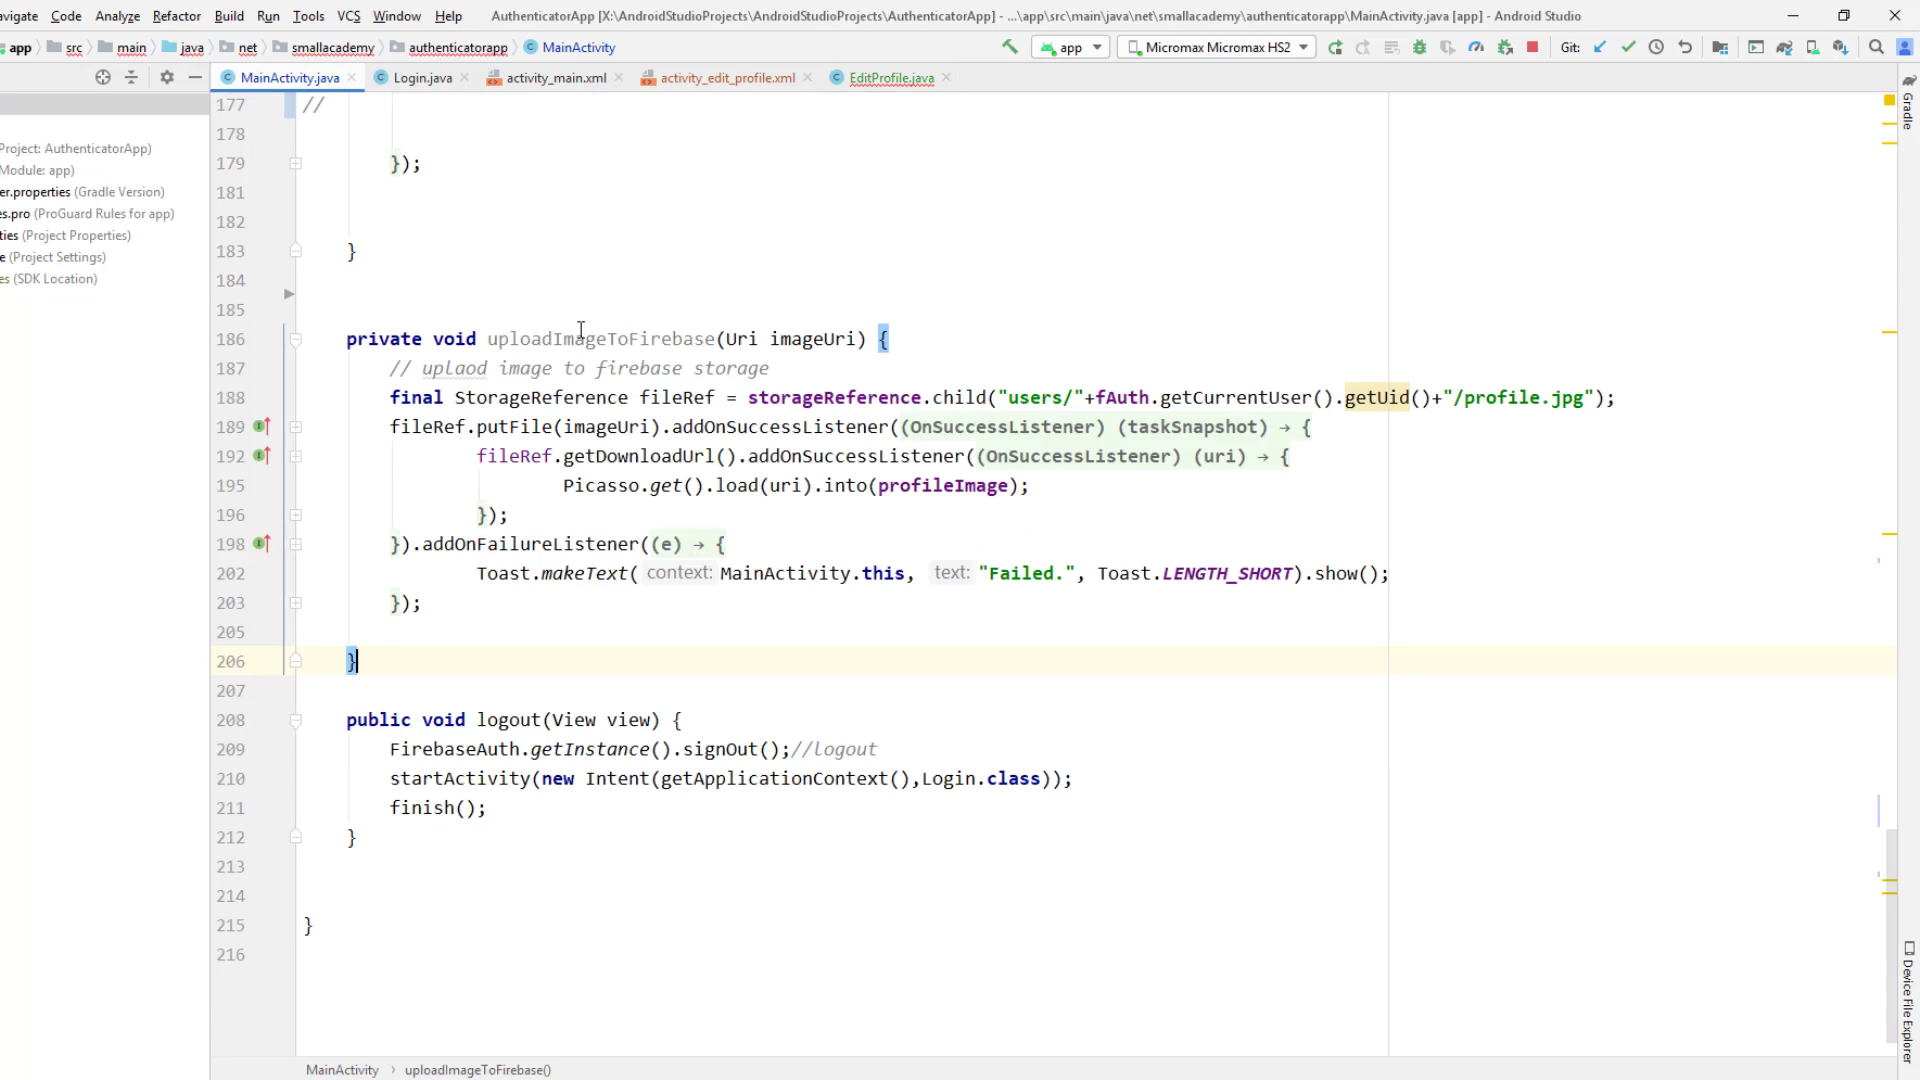 avigate Code Analyze Refactor Build Run Tools VCS Window Help AuthenticatorApp [X:\AndroidStudioProjects\AndroidStudioProjects\AuthenticatorApp] - ...\app\src\main\java\net\smallacademy\authenticatorapp\MainActivity.java [app] - Android Studio
app src main java net smallacademy authenticatorapp MainActivity app Micromax Micromax HS2 Git:
MainActivity.java Login.java activity_main.xml activity_edit_profile.xml EditProfile.java
Project: AuthenticatorApp)
Module: app)
er.properties (Gradle Version)
es.pro (ProGuard Rules for app)
ties (Project Properties)
e (Project Settings)
es (SDK Location)
177 //
178
179 });
181
182
183 }
184
185
186 private void uploadImageToFirebase(Uri imageUri) {
187 // uplaod image to firebase storage
188 final StorageReference fileRef = storageReference.child("users/"+fAuth.getCurrentUser().getUid()+"/profile.jpg");
189 fileRef.putFile(imageUri).addOnSuccessListener((OnSuccessListener) (taskSnapshot) → {
192 fileRef.getDownloadUrl().addOnSuccessListener((OnSuccessListener) (uri) → {
195 Picasso.get().load(uri).into(profileImage);
196 });
198 }).addOnFailureListener((e) → {
202 Toast.makeText( context: MainActivity.this, text: "Failed.", Toast.LENGTH_SHORT).show();
203 });
205
206 }
207
208 public void logout(View view) {
209 FirebaseAuth.getInstance().signOut();//logout
210 startActivity(new Intent(getApplicationContext(),Login.class));
211 finish();
212 }
213
214
215 }
216
MainActivity › uploadImageToFirebase()
Gradle
Device File Explorer